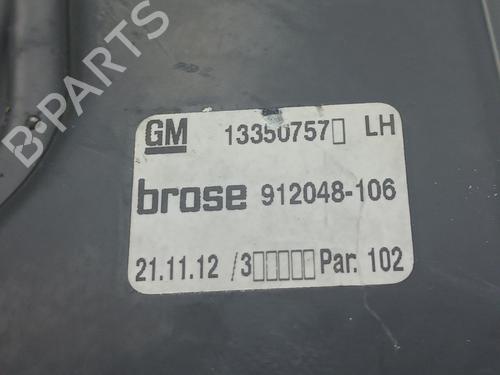 B-PARTS
GM 13350757▯ LH
brose 912048-106
21.11.12 /3▯▯▯▯▯ Par. 102